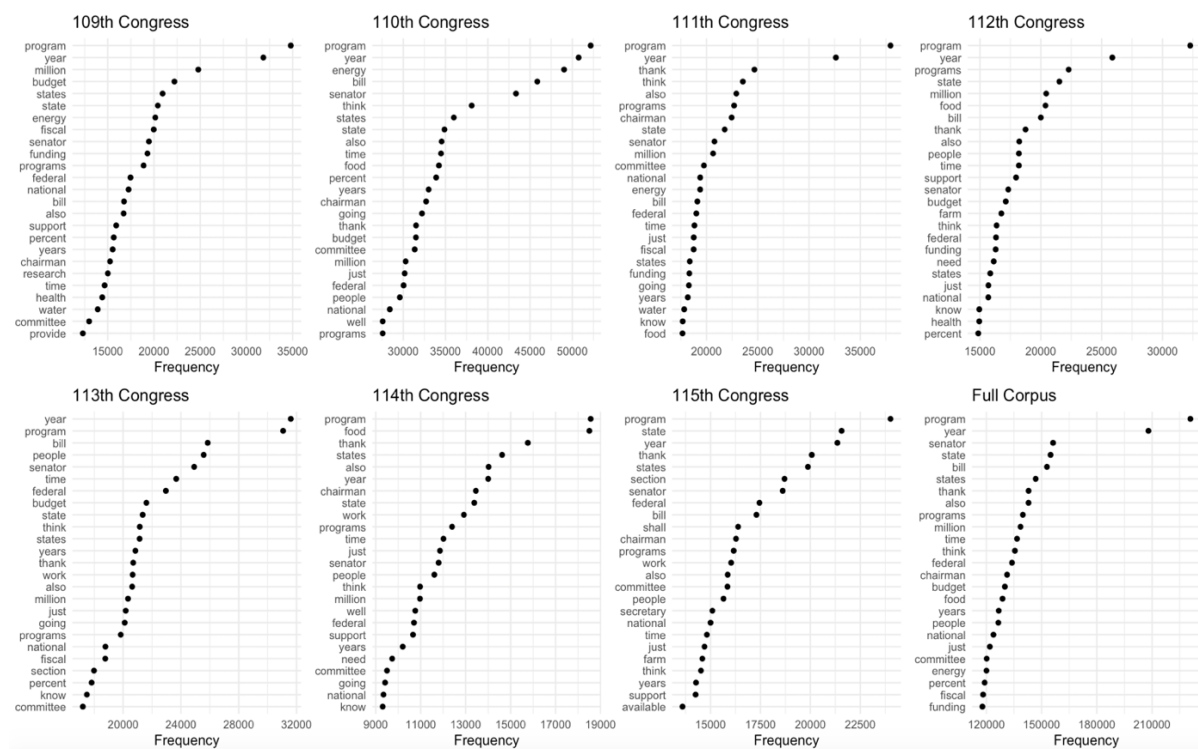 109th Congress
program
year
million
budget
states
state
energy
fiscal
senator
funding
programs
federal
national
bill
also
support
percent
years
chairman
research
time
health
water
committee
provide
15000 20000 25000 30000 35000
Frequency
110th Congress
program
year
energy
bill
senator
think
states
state
also
time
food
percent
years
chairman
going
thank
budget
committee
million
just
federal
people
national
well
programs
30000 35000 40000 45000 50000
Frequency
111th Congress
program
year
thank
think
also
programs
chairman
state
senator
million
committee
national
energy
bill
federal
time
just
fiscal
states
funding
going
years
water
know
food
20000 25000 30000 35000
Frequency
112th Congress
program
year
programs
state
million
food
bill
thank
also
people
time
support
senator
budget
farm
think
federal
funding
need
states
just
national
know
health
percent
15000 20000 25000 30000
Frequency
113th Congress
year
program
bill
people
senator
time
federal
budget
state
think
states
years
thank
work
also
million
just
going
programs
national
fiscal
section
percent
know
committee
20000 24000 28000 32000
Frequency
114th Congress
program
food
thank
states
also
year
chairman
state
work
programs
time
just
senator
people
think
million
well
federal
support
years
need
committee
going
national
know
9000 11000 13000 15000 17000 19000
Frequency
115th Congress
program
state
year
thank
states
section
senator
federal
bill
shall
chairman
programs
work
also
committee
people
secretary
national
time
just
farm
think
years
support
available
15000 17500 20000 22500
Frequency
Full Corpus
program
year
senator
state
bill
states
thank
also
programs
million
time
think
federal
chairman
budget
food
years
people
national
just
committee
energy
percent
fiscal
funding
120000 150000 180000 210000
Frequency